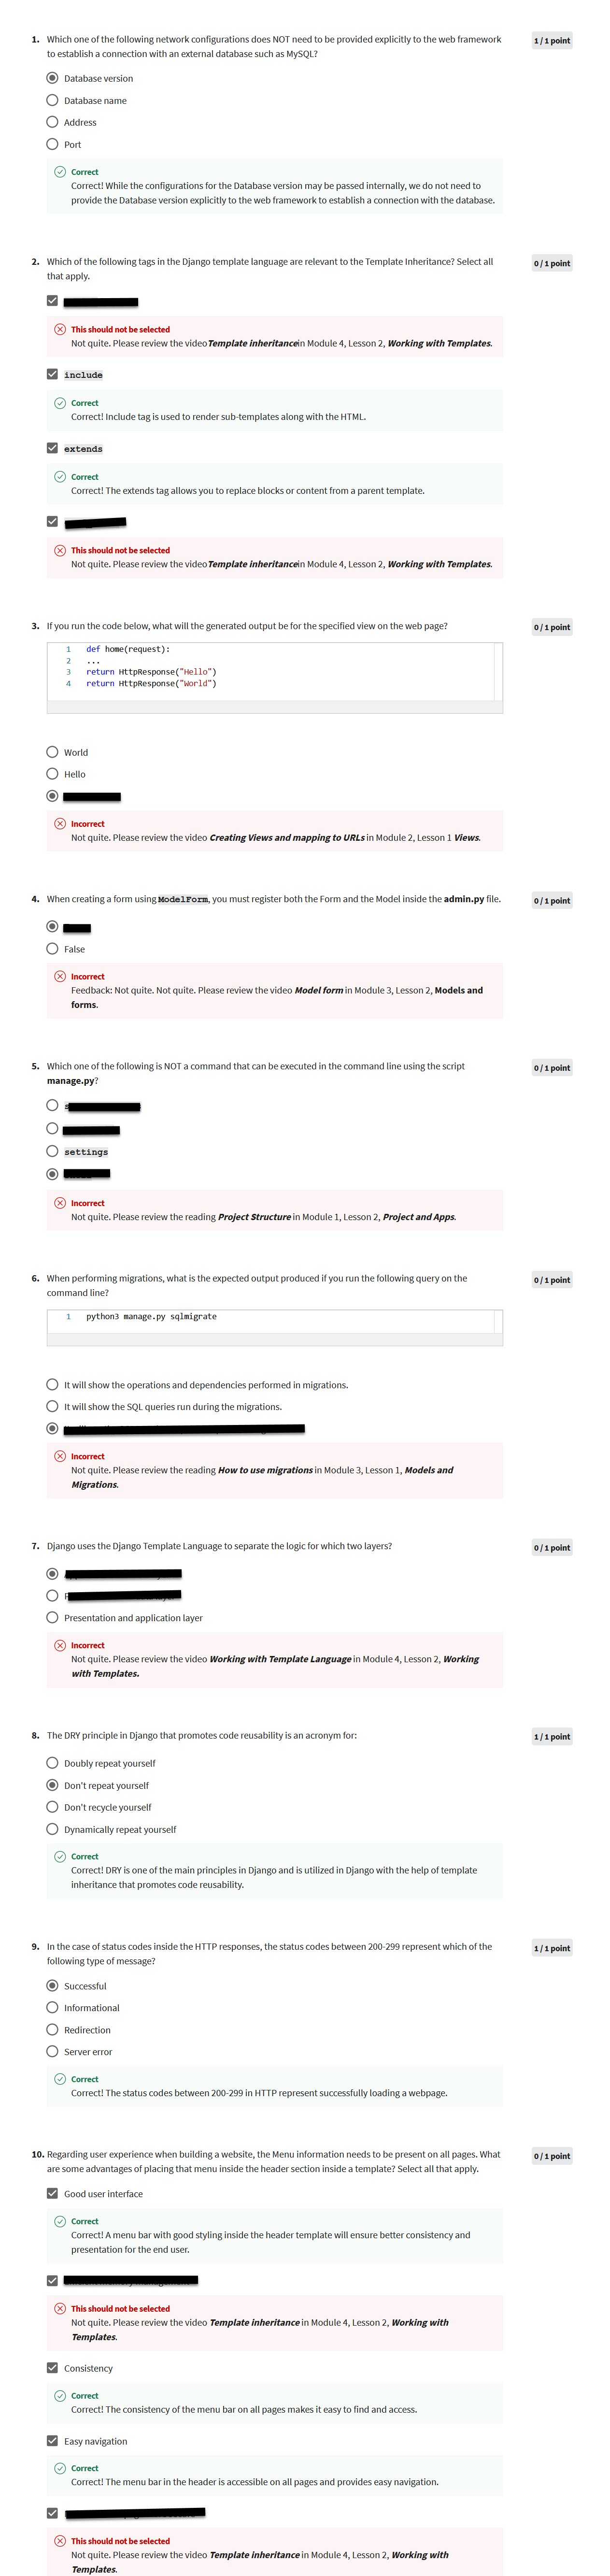 1. Which one of the following network configurations does NOT need to be provided explicitly to the web framework
to establish a connection with an external database such as MySQL?
1 / 1 point
Database version
Database name
Address
Port
Correct
Correct! While the configurations for the Database version may be passed internally, we do not need to
provide the Database version explicitly to the web framework to establish a connection with the database.
2. Which of the following tags in the Django template language are relevant to the Template Inheritance? Select all
that apply.
0 / 1 point
This should not be selected
Not quite. Please review the video Template inheritance in Module 4, Lesson 2, Working with Templates.
include
Correct
Correct! Include tag is used to render sub-templates along with the HTML.
extends
Correct
Correct! The extends tag allows you to replace blocks or content from a parent template.
This should not be selected
Not quite. Please review the video Template inheritance in Module 4, Lesson 2, Working with Templates.
3. If you run the code below, what will the generated output be for the specified view on the web page?
0 / 1 point
1 def home(request):
2 ...
3 return HttpResponse("Hello")
4 return HttpResponse("World")
World
Hello
Incorrect
Not quite. Please review the video Creating Views and mapping to URLs in Module 2, Lesson 1 Views.
4. When creating a form using ModelForm, you must register both the Form and the Model inside the admin.py file.
0 / 1 point
False
Incorrect
Feedback: Not quite. Not quite. Please review the video Model form in Module 3, Lesson 2, Models and
forms.
5. Which one of the following is NOT a command that can be executed in the command line using the script
manage.py?
0 / 1 point
settings
Incorrect
Not quite. Please review the reading Project Structure in Module 1, Lesson 2, Project and Apps.
6. When performing migrations, what is the expected output produced if you run the following query on the
command line?
0 / 1 point
1 python3 manage.py sqlmigrate
It will show the operations and dependencies performed in migrations.
It will show the SQL queries run during the migrations.
Incorrect
Not quite. Please review the reading How to use migrations in Module 3, Lesson 1, Models and
Migrations.
7. Django uses the Django Template Language to separate the logic for which two layers?
0 / 1 point
Presentation and application layer
Incorrect
Not quite. Please review the video Working with Template Language in Module 4, Lesson 2, Working
with Templates.
8. The DRY principle in Django that promotes code reusability is an acronym for:
1 / 1 point
Doubly repeat yourself
Don't repeat yourself
Don't recycle yourself
Dynamically repeat yourself
Correct
Correct! DRY is one of the main principles in Django and is utilized in Django with the help of template
inheritance that promotes code reusability.
9. In the case of status codes inside the HTTP responses, the status codes between 200-299 represent which of the
following type of message?
1 / 1 point
Successful
Informational
Redirection
Server error
Correct
Correct! The status codes between 200-299 in HTTP represent successfully loading a webpage.
10. Regarding user experience when building a website, the Menu information needs to be present on all pages. What
are some advantages of placing that menu inside the header section inside a template? Select all that apply.
0 / 1 point
Good user interface
Correct
Correct! A menu bar with good styling inside the header template will ensure better consistency and
presentation for the end user.
This should not be selected
Not quite. Please review the video Template inheritance in Module 4, Lesson 2, Working with
Templates.
Consistency
Correct
Correct! The consistency of the menu bar on all pages makes it easy to find and access.
Easy navigation
Correct
Correct! The menu bar in the header is accessible on all pages and provides easy navigation.
This should not be selected
Not quite. Please review the video Template inheritance in Module 4, Lesson 2, Working with
Templates.